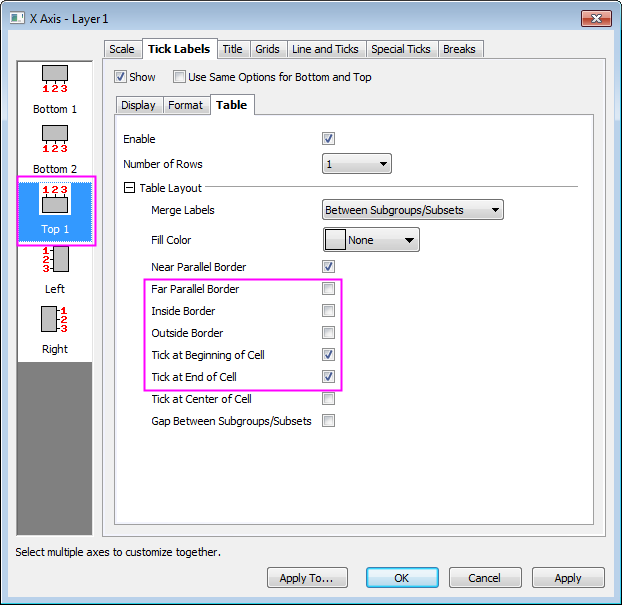 X Axis - Layer1
Scale Tick Labels Title Grids Line and Ticks Special Ticks Breaks
Show Use Same Options for Bottom and Top
Display Format Table
1 2 3
Bottom 1
1 2 3
Bottom 2
1 2 3
Top 1
1
2
3
Left
1
2
3
Right
Enable
Number of Rows 1
Table Layout
Merge Labels Between Subgroups/Subsets
Fill Color None
Near Parallel Border
Far Parallel Border
Inside Border
Outside Border
Tick at Beginning of Cell
Tick at End of Cell
Tick at Center of Cell
Gap Between Subgroups/Subsets
Select multiple axes to customize together.
Apply To... OK Cancel Apply